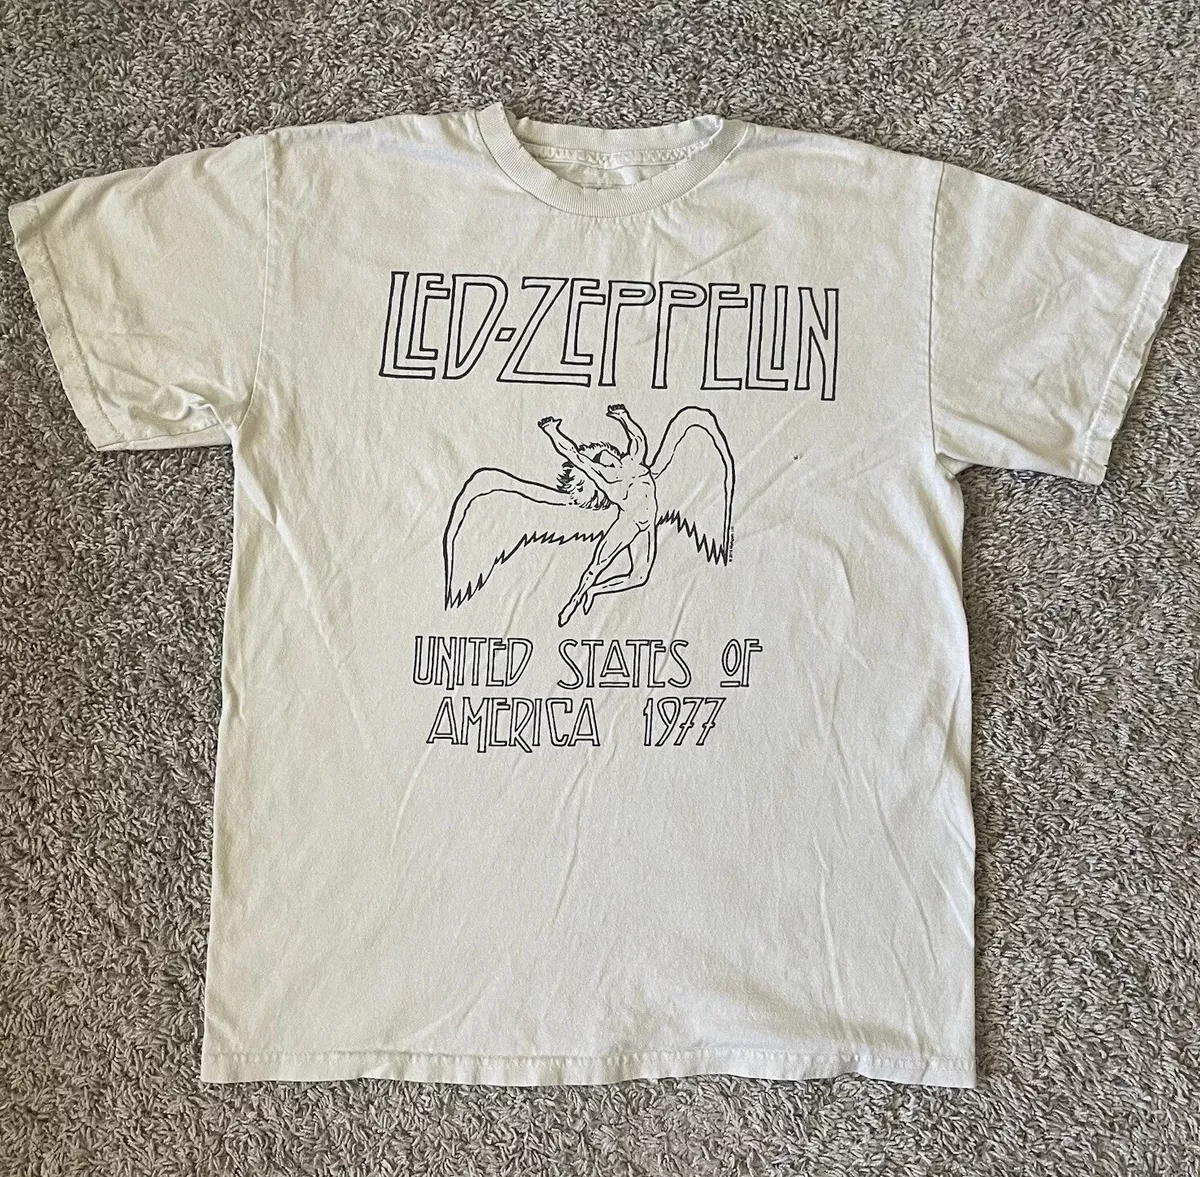 LED-ZEPPELIN
UNITED STATES OF
AMERICA 1977